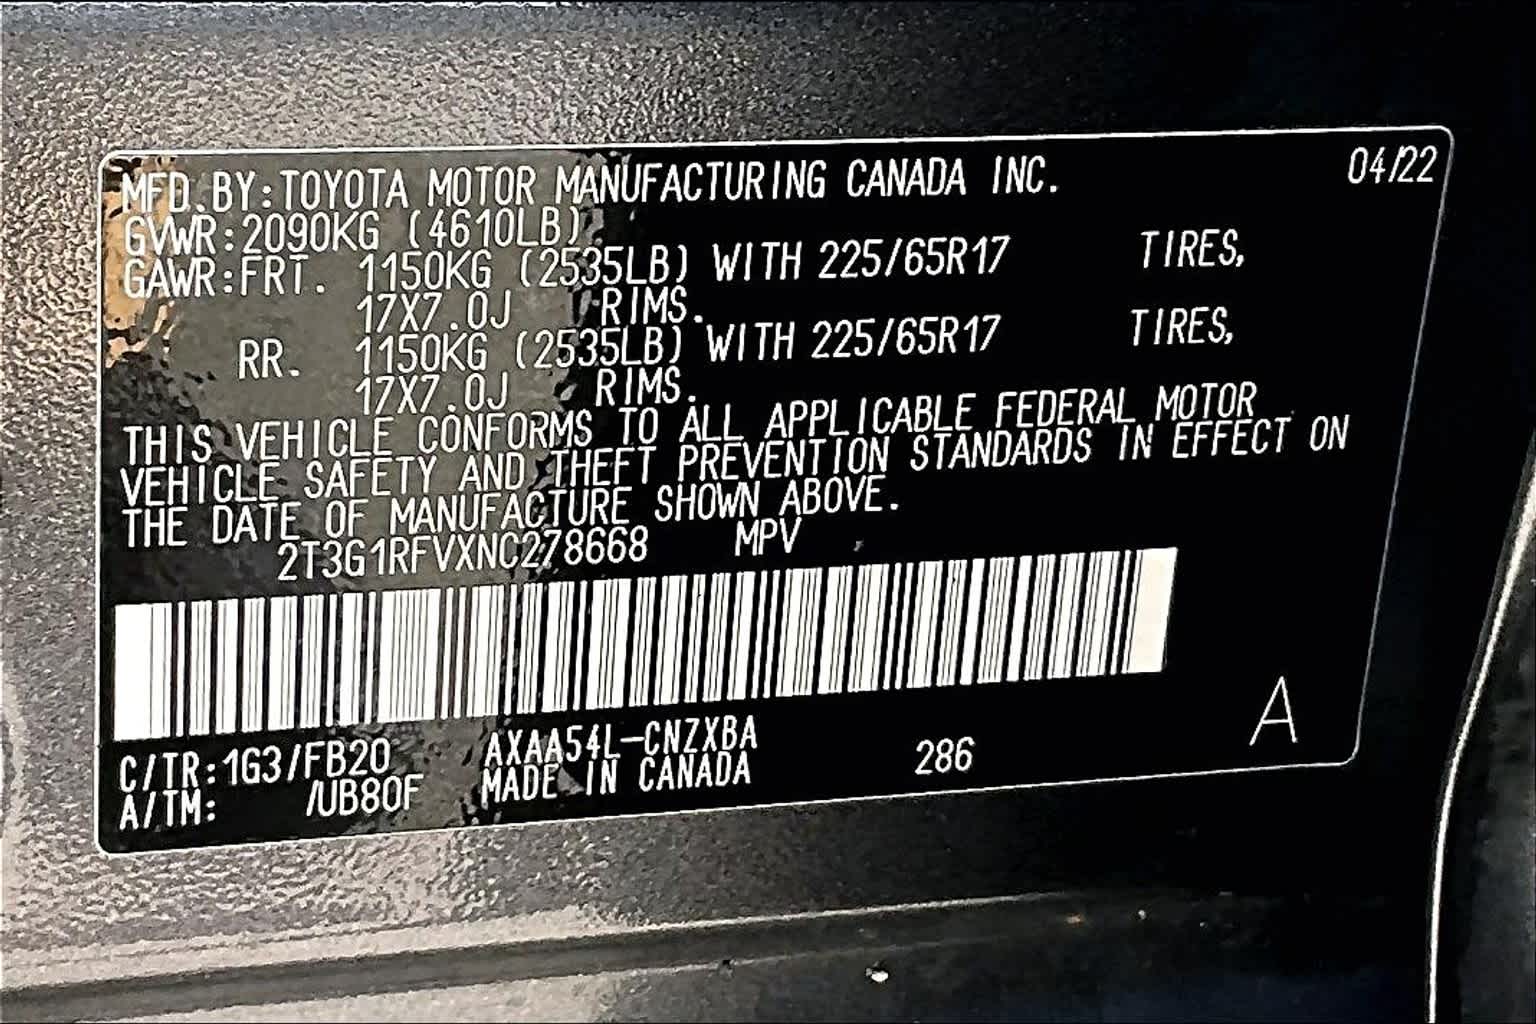 04/22
MFD.BY:TOYOTA MOTOR MANUFACTURING CANADA INC.
GVWR:2090KG (4610LB)
GAWR:FRT. 1150KG (2535LB) WITH 225/65R17 TIRES,
17X7.0J RIMS.
RR. 1150KG (2535LB) WITH 225/65R17 TIRES,
17X7.0J RIMS.
THIS VEHICLE CONFORMS TO ALL APPLICABLE FEDERAL MOTOR
VEHICLE SAFETY AND THEFT PREVENTION STANDARDS IN EFFECT ON
THE DATE OF MANUFACTURE SHOWN ABOVE.
2T3G1RFVXNC278668 MPV
C/TR:1G3/FB20 AXAA54L-CNZXBA 286 A
A/TM: /UB80F MADE IN CANADA